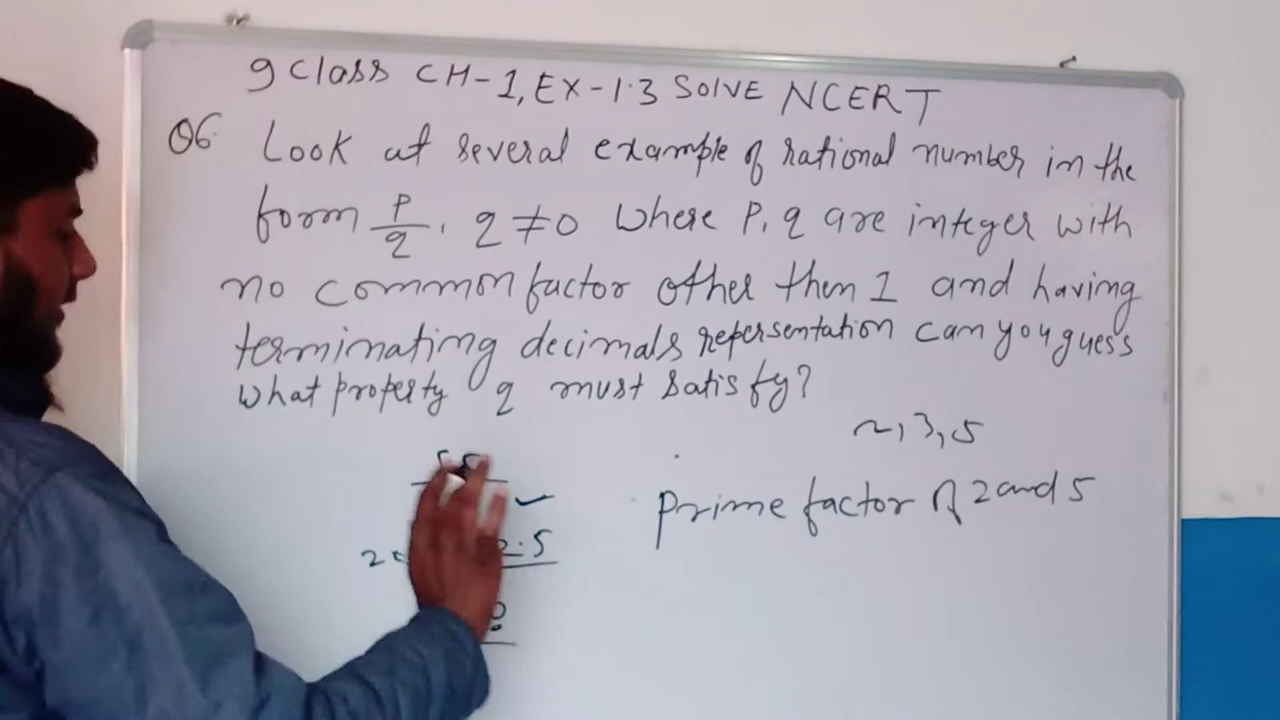 9 class CH-1, EX-1.3 SOLVE NCERT
Q6 Look at several example of rational number in the
form p/q, q≠0 where P, q are integer with
no common factor other then 1 and having
terminating decimals repersentation can you guess
what property q must satisfy?
2, 3, 5
Prime factor of 2 and 5
2.5